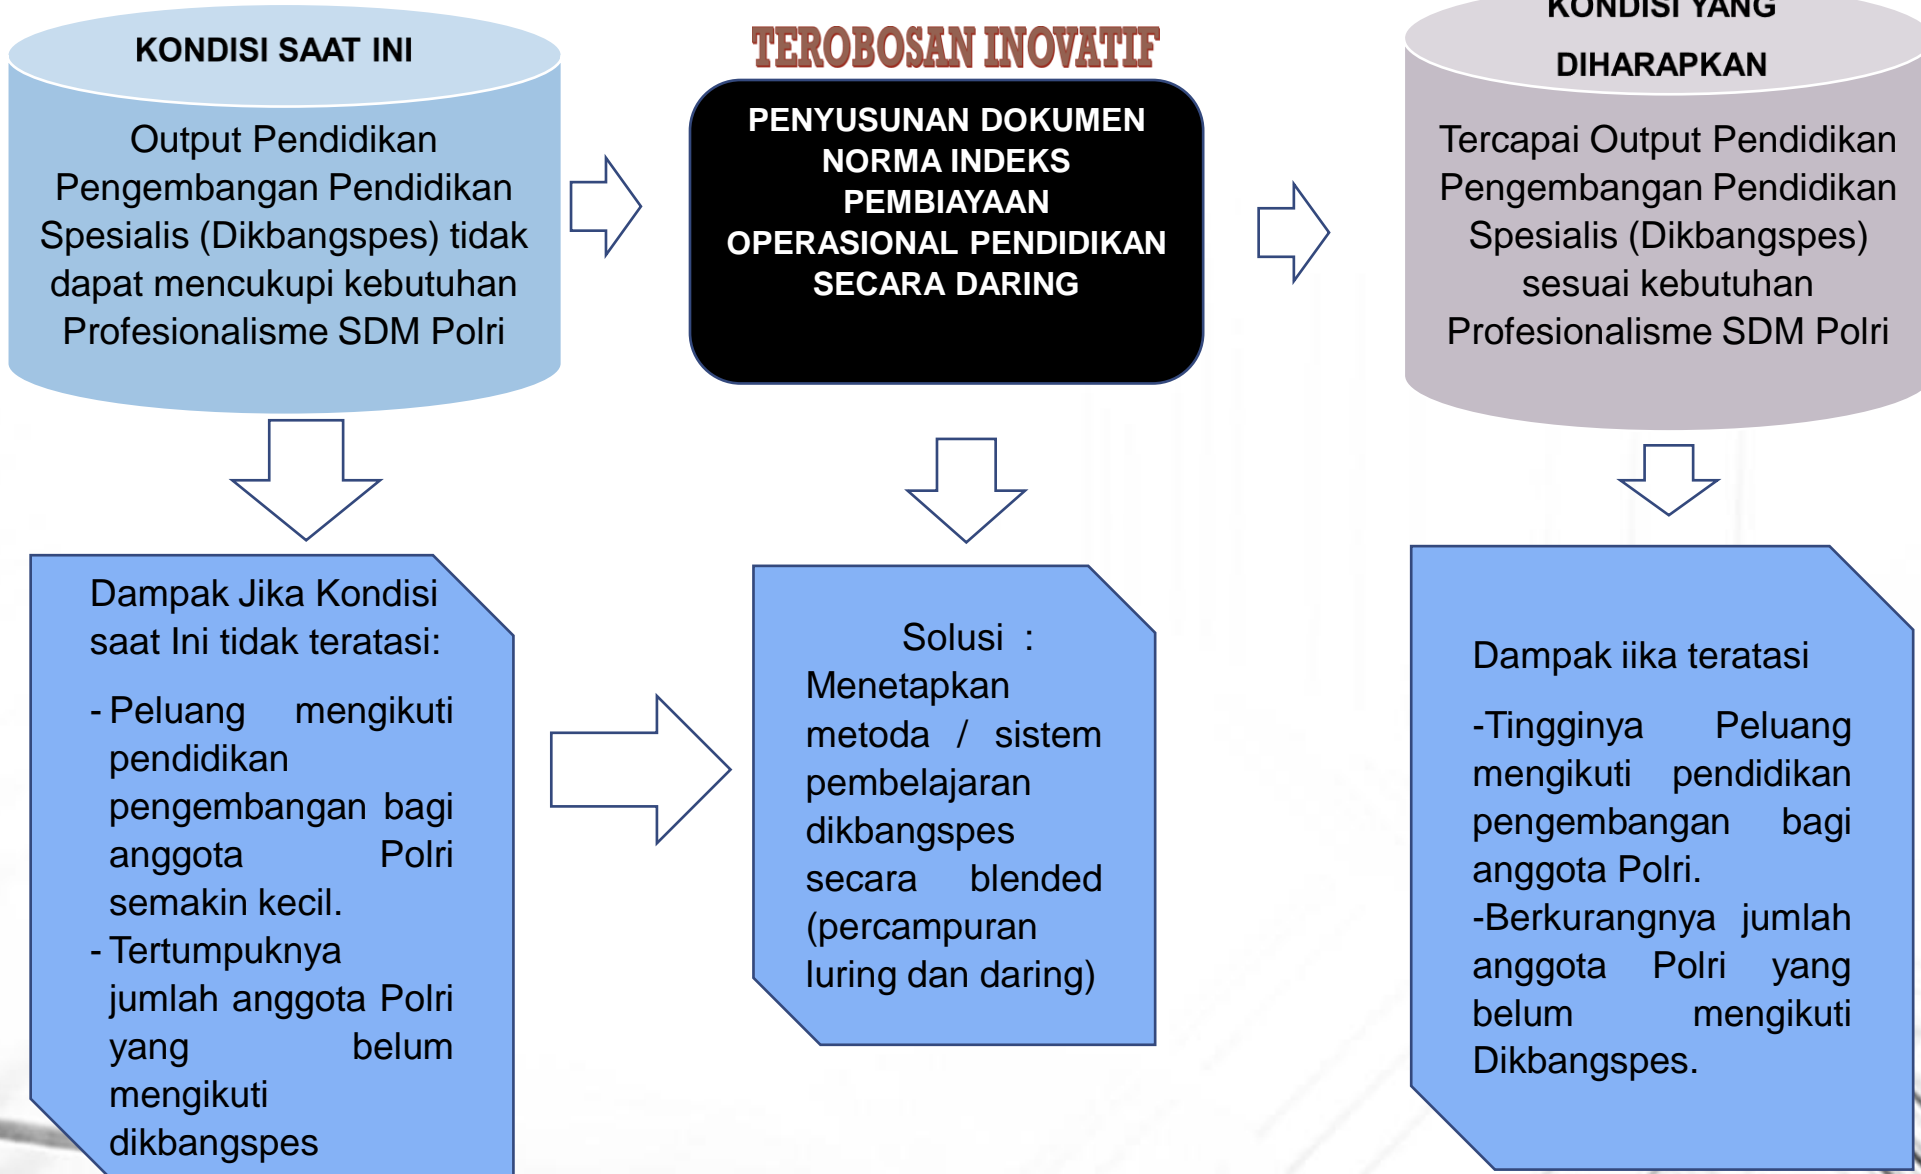 KONDISI SAAT INI
Output Pendidikan
Pengembangan Pendidikan
Spesialis (Dikbangspes) tidak
dapat mencukupi kebutuhan
Profesionalisme SDM Polri
TEROBOSAN INOVATIF
PENYUSUNAN DOKUMEN
NORMA INDEKS
PEMBIAYAAN
OPERASIONAL PENDIDIKAN
SECARA DARING
KONDISI YANG
DIHARAPKAN
Tercapai Output Pendidikan
Pengembangan Pendidikan
Spesialis (Dikbangspes)
sesuai kebutuhan
Profesionalisme SDM Polri
Dampak Jika Kondisi
saat Ini tidak teratasi:
- Peluang mengikuti
pendidikan
pengembangan bagi
anggota Polri
semakin kecil.
- Tertumpuknya
jumlah anggota Polri
yang belum
mengikuti
dikbangspes
Solusi :
Menetapkan
metoda / sistem
pembelajaran
dikbangspes
secara blended
(percampuran
luring dan daring)
Dampak iika teratasi
-Tingginya Peluang
mengikuti pendidikan
pengembangan bagi
anggota Polri.
-Berkurangnya jumlah
anggota Polri yang
belum mengikuti
Dikbangspes.